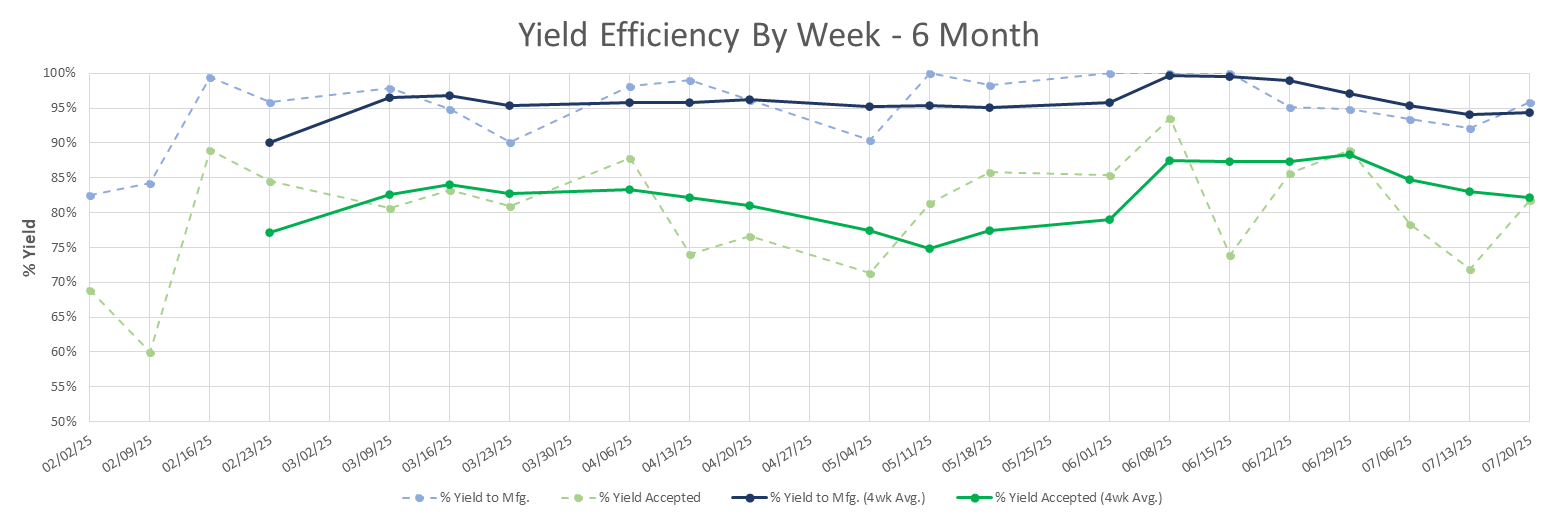 Yield Efficiency By Week - 6 Month
100%
95%
90%
85%
80%
75%
70%
65%
60%
55%
50%
% Yield
02/02/25 02/09/25 02/16/25 02/23/25 03/02/25 03/09/25 03/16/25 03/23/25 03/30/25 04/06/25 04/13/25 04/20/25 04/27/25 05/04/25 05/11/25 05/18/25 05/25/25 06/01/25 06/08/25 06/15/25 06/22/25 06/29/25 07/06/25 07/13/25 07/20/25
% Yield to Mfg. % Yield Accepted % Yield to Mfg. (4wk Avg.) % Yield Accepted (4wk Avg.)